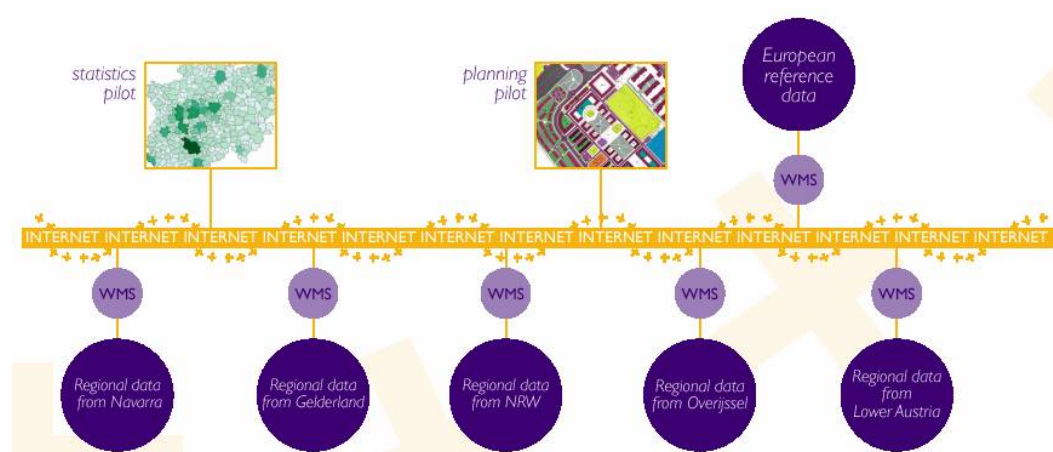 statistics
pilot
planning
pilot
European
reference
data
WMS
INTERNET INTERNET INTERNET INTERNET INTERNET INTERNET INTERNET INTERNET INTERNET INTERNET INTERNET INTERNET INTERNET
WMS
WMS
WMS
WMS
WMS
Regional data
from Navarra
Regional data
from Gelderland
Regional data
from NRW
Regional data
from Overijssel
Regional data
from
Lower Austria